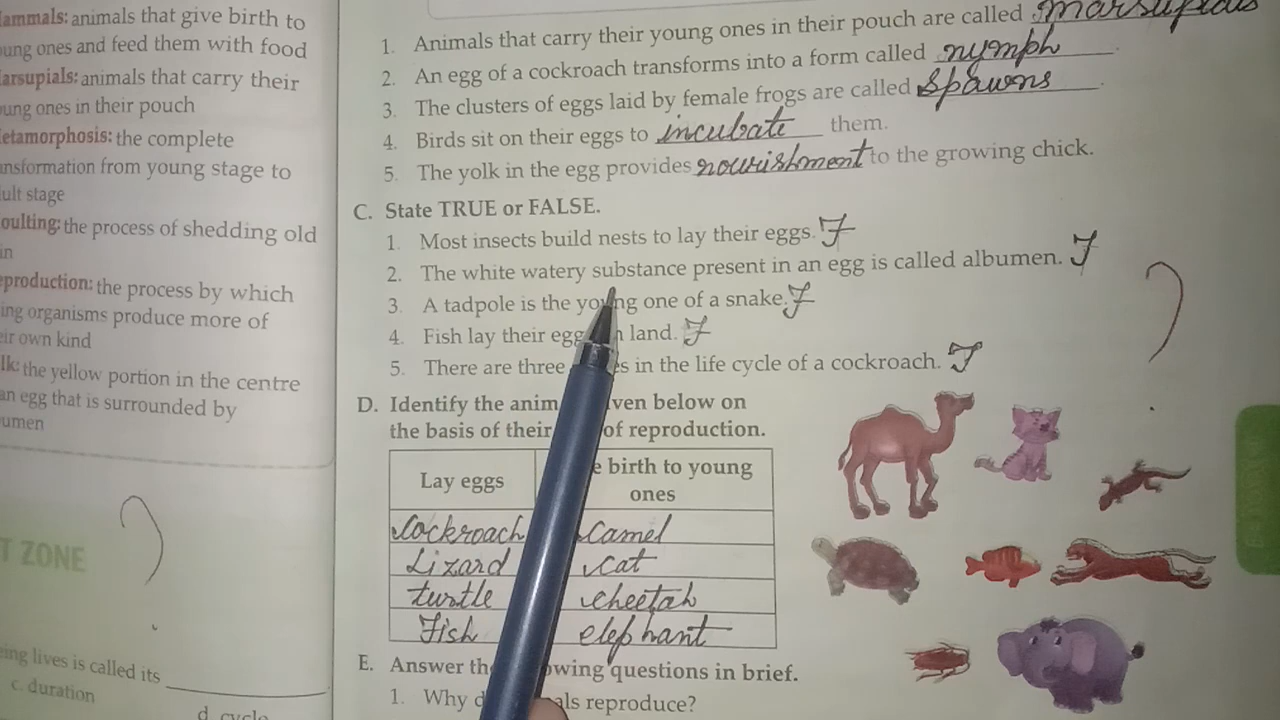 ammals: animals that give birth to
ung ones and feed them with food
arsupials: animals that carry their
ung ones in their pouch
etamorphosis: the complete
ansformation from young stage to
ult stage
oulting: the process of shedding old
in
eproduction: the process by which
ing organisms produce more of
eir own kind
lk: the yellow portion in the centre
an egg that is surrounded by
umen
T ZONE
eing lives is called its
c. duration
d. cycle
1. Animals that carry their young ones in their pouch are called marsupials
2. An egg of a cockroach transforms into a form called nymph.
3. The clusters of eggs laid by female frogs are called spawns.
4. Birds sit on their eggs to incubate them.
5. The yolk in the egg provides nourishment to the growing chick.
C. State TRUE or FALSE.
1. Most insects build nests to lay their eggs. F
2. The white watery substance present in an egg is called albumen. T
3. A tadpole is the young one of a snake. F
4. Fish lay their egg land. F
5. There are three in the life cycle of a cockroach. T
D. Identify the anim ven below on
the basis of their of reproduction.
Lay eggs e birth to young
ones
Cockroach Camel
Lizard Cat
turtle cheetah
Fish elephant
E. Answer th owing questions in brief.
1. Why d als reproduce?